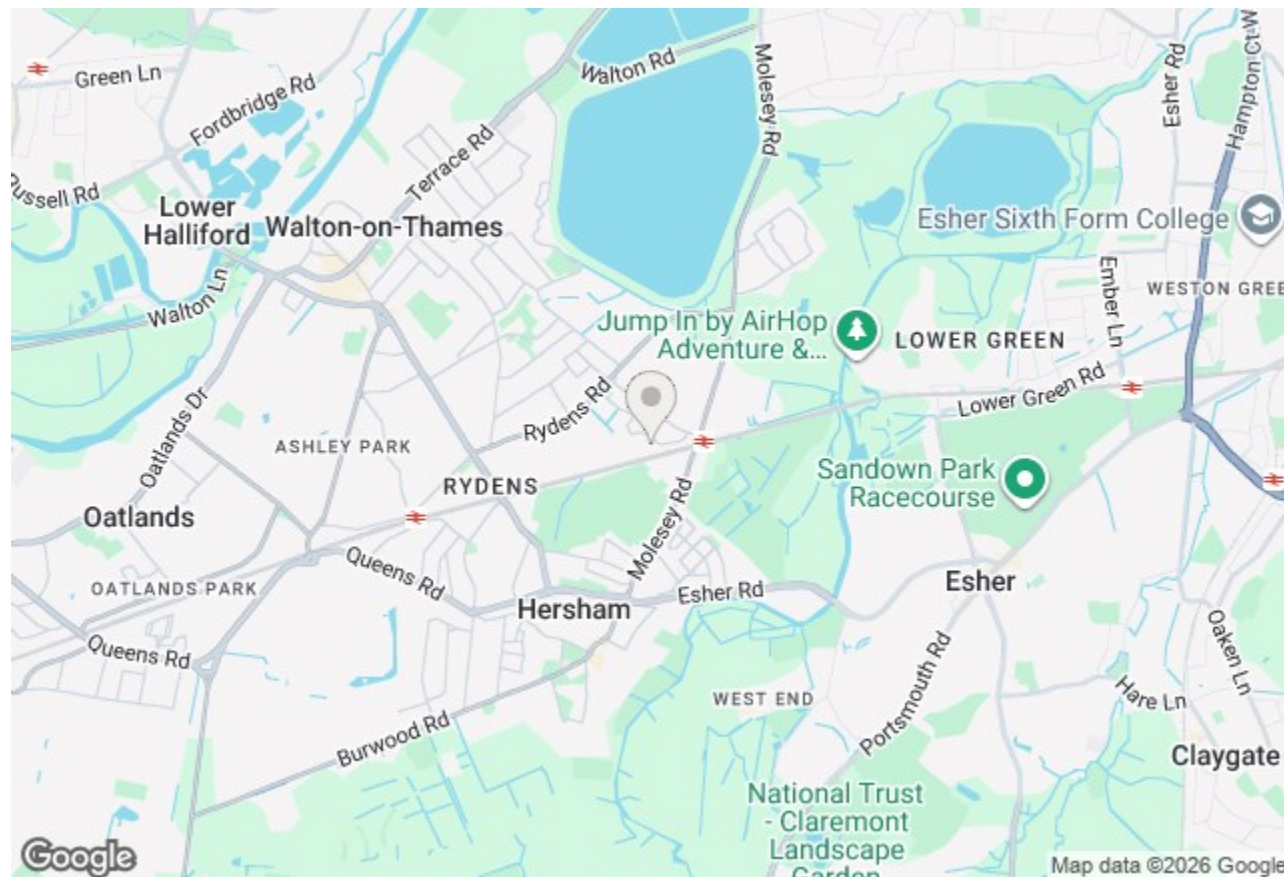 Green Ln
Fordbridge Rd
Walton Rd
Molesey Rd
Esher Rd
Hampton Ct W
Russell Rd
Terrace Rd
Lower
Halliford
Walton-on-Thames
Esher Sixth Form College
Walton Ln
Ember Ln
WESTON GREE
Jump In by AirHop
Adventure &...
LOWER GREEN
Lower Green Rd
Oatlands Dr
Rydens Rd
ASHLEY PARK
RYDENS
Sandown Park
Racecourse
Oatlands
Molesey Rd
Queens Rd
OATLANDS PARK
Hersham
Esher Rd
Esher
Queens Rd
Oaken Ln
Hare Ln
WEST END
Portsmouth Rd
Burwood Rd
Claygate
National Trust
- Claremont
Landscape
Garden
Google
Map data ©2026 Google